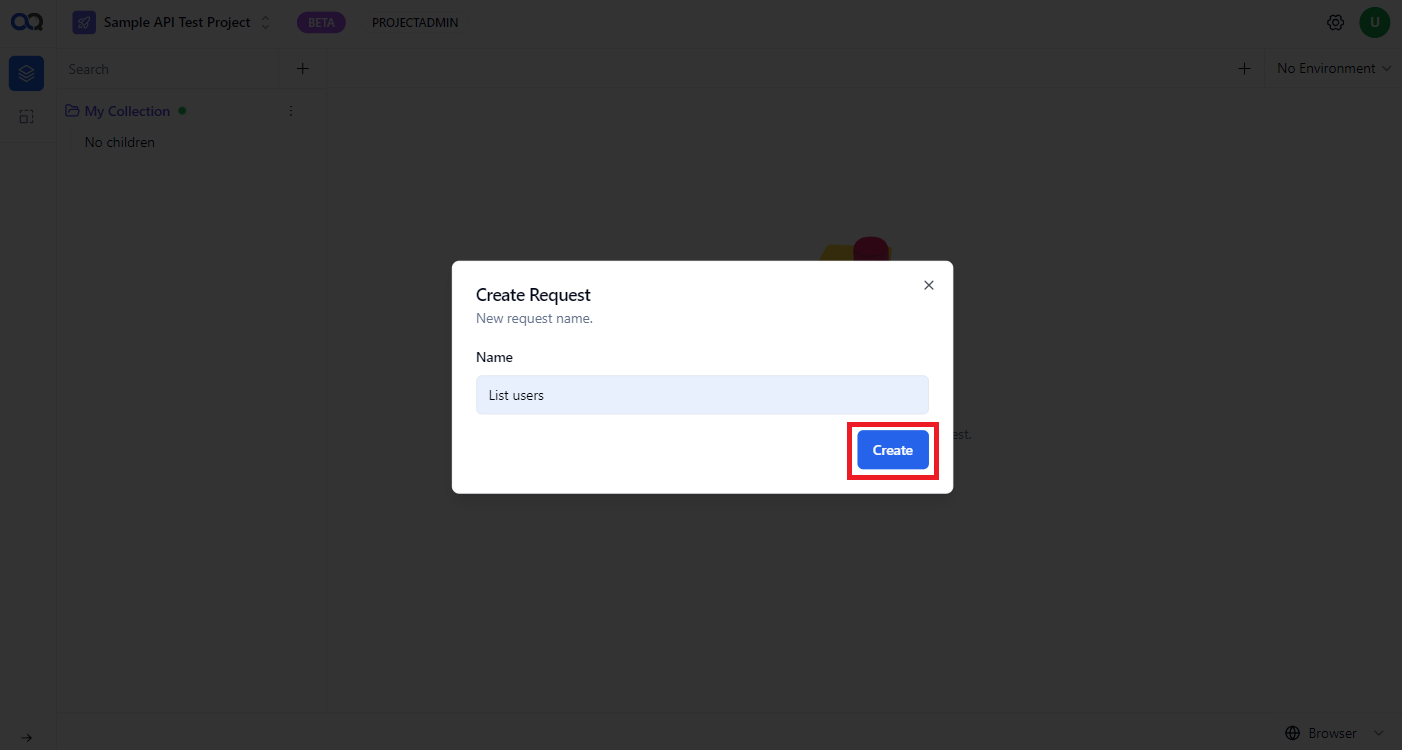 Sample API Test Project
BETA
PROJECTADMIN
U
Search
No Environment
My Collection
No children
Create Request
New request name.
Name
List users
Create
Browser